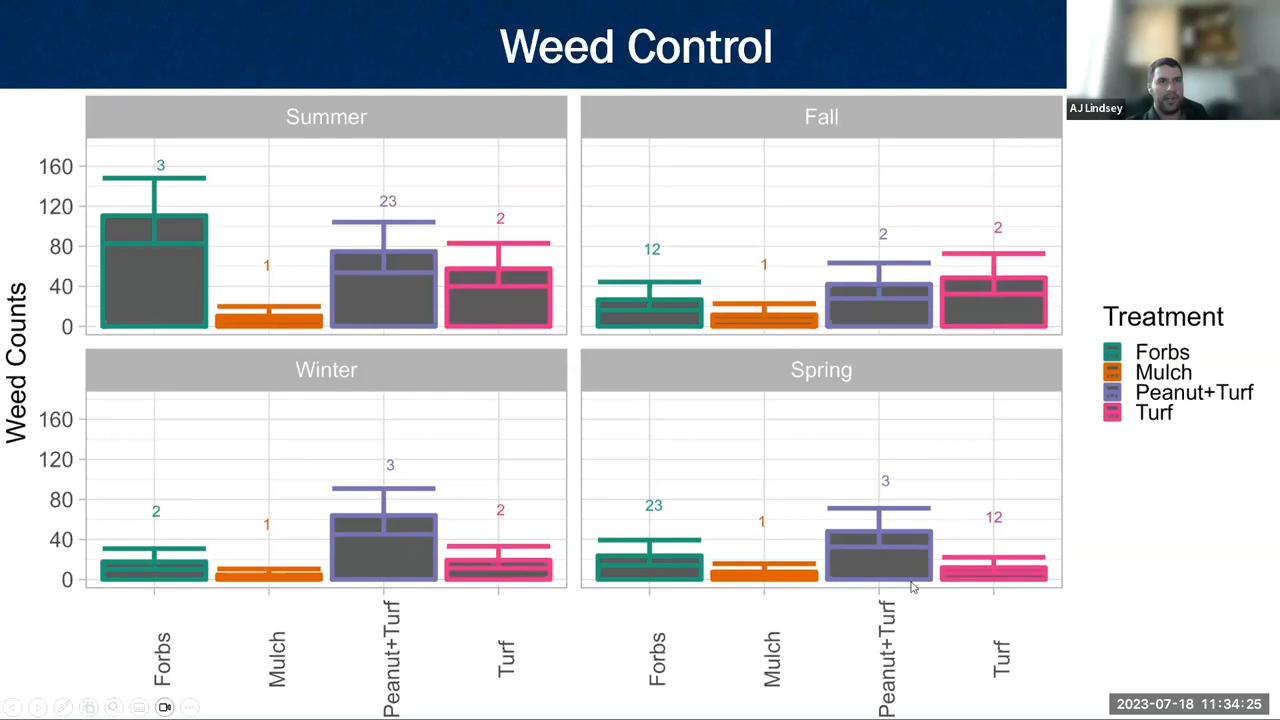 Weed Control
AJ Lindsey
Summer
Fall
Weed Counts
160
120
80
40
0
3
1
23
2
12
1
2
2
Winter
Spring
160
120
80
40
0
2
1
3
2
23
1
3
12
Forbs
Mulch
Peanut+Turf
Turf
Forbs
Mulch
Peanut+Turf
Turf
Treatment
Forbs
Mulch
Peanut+Turf
Turf
2023-07-18 11:34:25